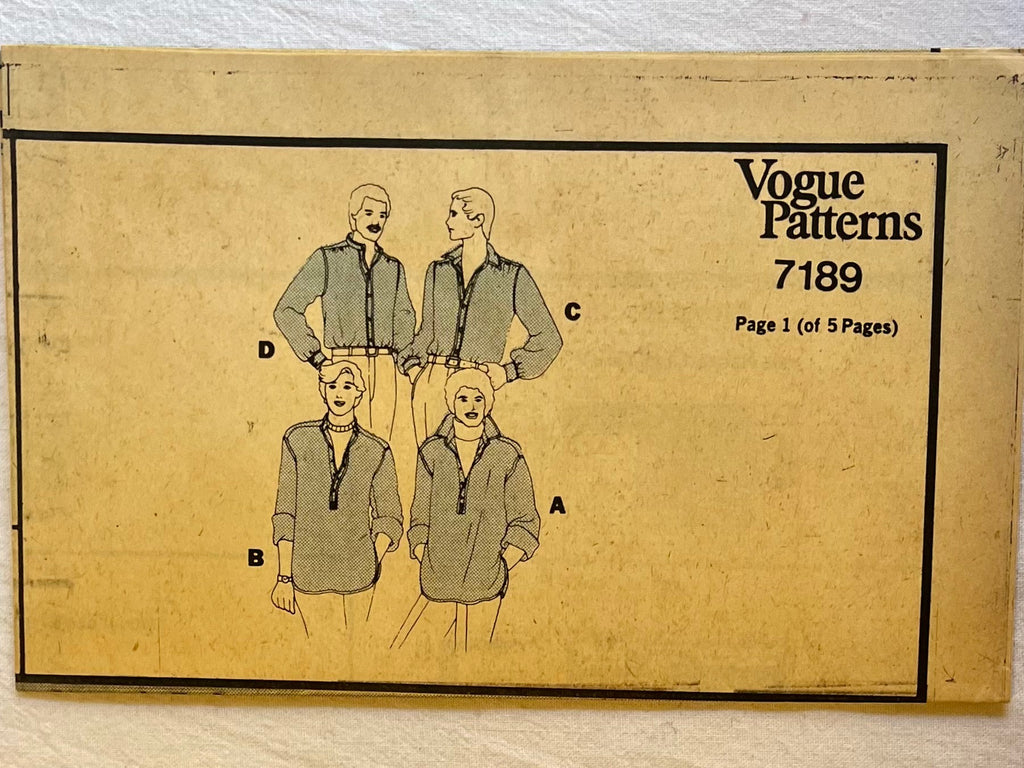 Vogue
Patterns
7189
Page 1 (of 5 Pages)
D
C
B
A